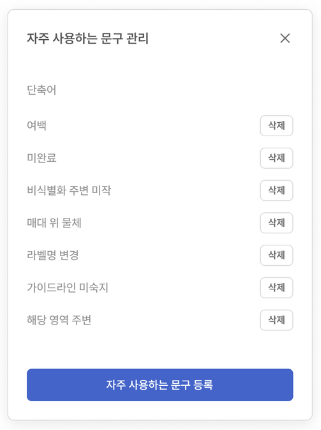 자주 사용하는 문구 관리
단축어
여백 삭제
미완료 삭제
비식별화 주변 미작 삭제
매대 위 물체 삭제
라벨명 변경 삭제
가이드라인 미숙지 삭제
해당 영역 주변 삭제
자주 사용하는 문구 등록